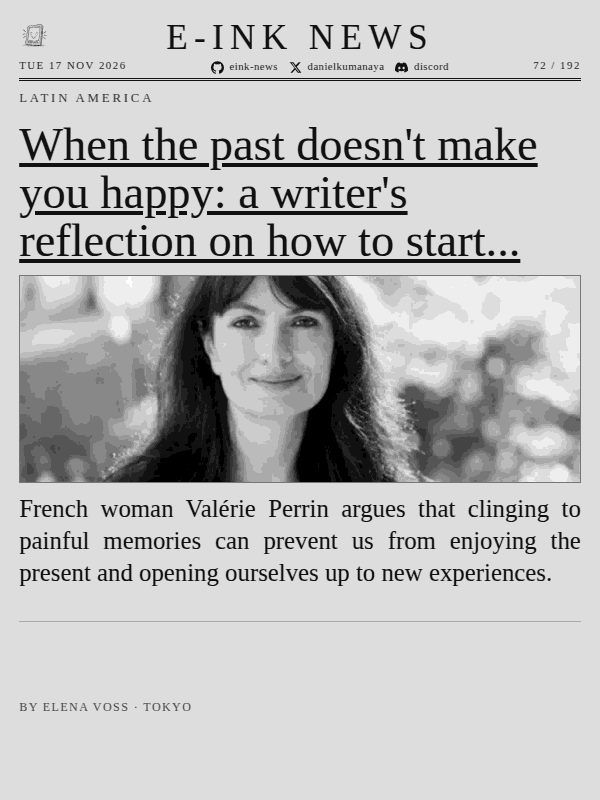 E-INK NEWS
TUE 17 NOV 2026
eink-news danielkumanaya discord
72 / 192
LATIN AMERICA
When the past doesn't make
you happy: a writer's
reflection on how to start...
French woman Valérie Perrin argues that clinging to
painful memories can prevent us from enjoying the
present and opening ourselves up to new experiences.
BY ELENA VOSS · TOKYO